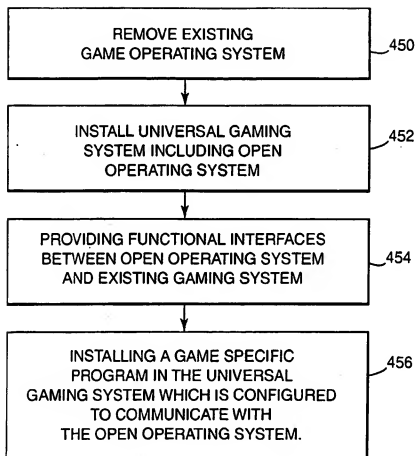 REMOVE EXISTING
GAME OPERATING SYSTEM
450
INSTALL UNIVERSAL GAMING
SYSTEM INCLUDING OPEN
OPERATING SYSTEM
452
PROVIDING FUNCTIONAL INTERFACES
BETWEEN OPEN OPERATING SYSTEM
AND EXISTING GAMING SYSTEM
454
INSTALLING A GAME SPECIFIC
PROGRAM IN THE UNIVERSAL
GAMING SYSTEM WHICH IS CONFIGURED
TO COMMUNICATE WITH
THE OPEN OPERATING SYSTEM.
456